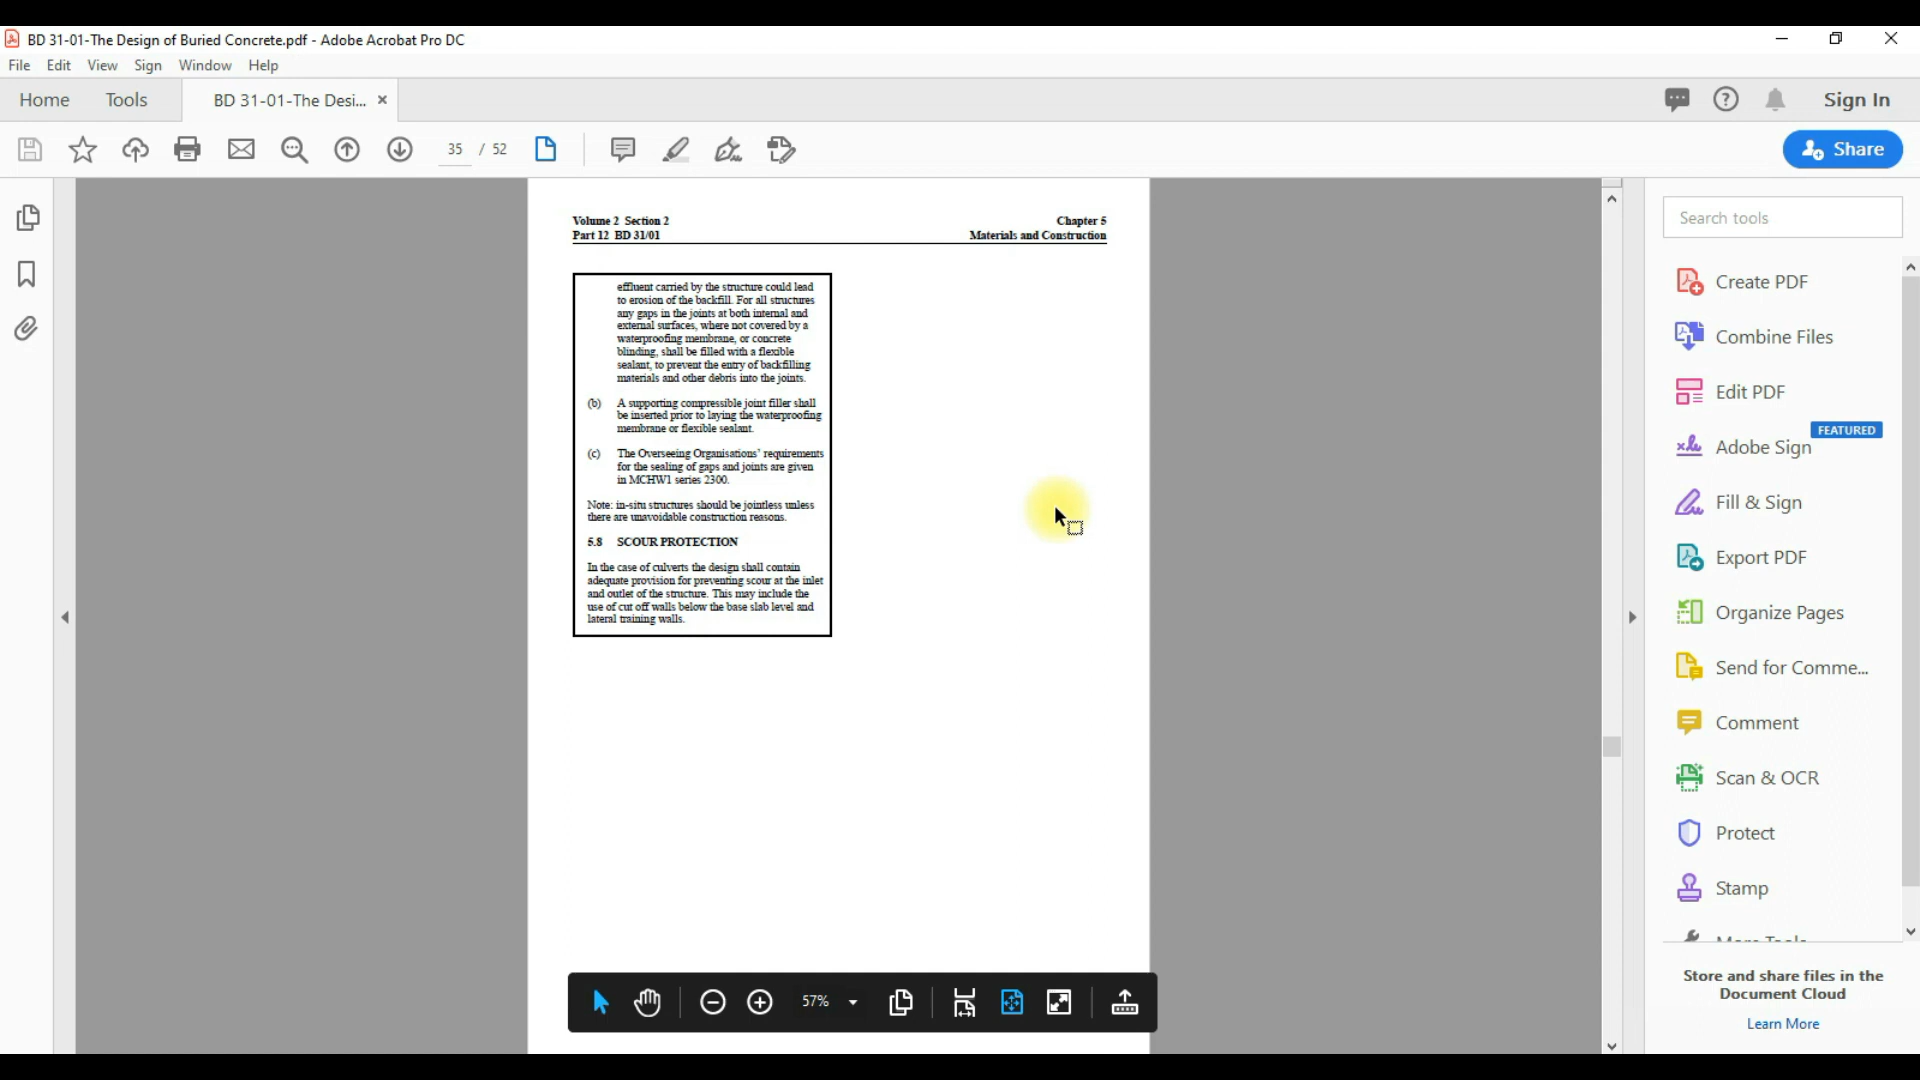 BD 31-01-The Design of Buried Concrete.pdf - Adobe Acrobat Pro DC
File Edit View Sign Window Help
Home Tools BD 31-01-The Desi... × Sign In
35 / 52 Share
Volume 2 Section 2
Part 12 BD 31/01
Chapter 5
Materials and Construction
effluent carried by the structure could lead
to erosion of the backfill. For all structures
any gaps in the joints at both internal and
external surfaces, where not covered by a
waterproofing membrane, or concrete
blinding, shall be filled with a flexible
sealant, to prevent the entry of backfilling
materials and other debris into the joints.
(b) A supporting compressible joint filler shall
be inserted prior to laying the waterproofing
membrane or flexible sealant.
(c) The Overseeing Organisations' requirements
for the sealing of gaps and joints are given
in MCHW1 series 2300.
Note: in-situ structures should be jointless unless
there are unavoidable construction reasons.
5.8 SCOUR PROTECTION
In the case of culverts the design shall contain
adequate provision for preventing scour at the inlet
and outlet of the structure. This may include the
use of cut off walls below the base slab level and
lateral training walls.
57%
Search tools
Create PDF
Combine Files
Edit PDF
FEATURED
Adobe Sign
Fill & Sign
Export PDF
Organize Pages
Send for Comme...
Comment
Scan & OCR
Protect
Stamp
More Tools
Store and share files in the
Document Cloud
Learn More